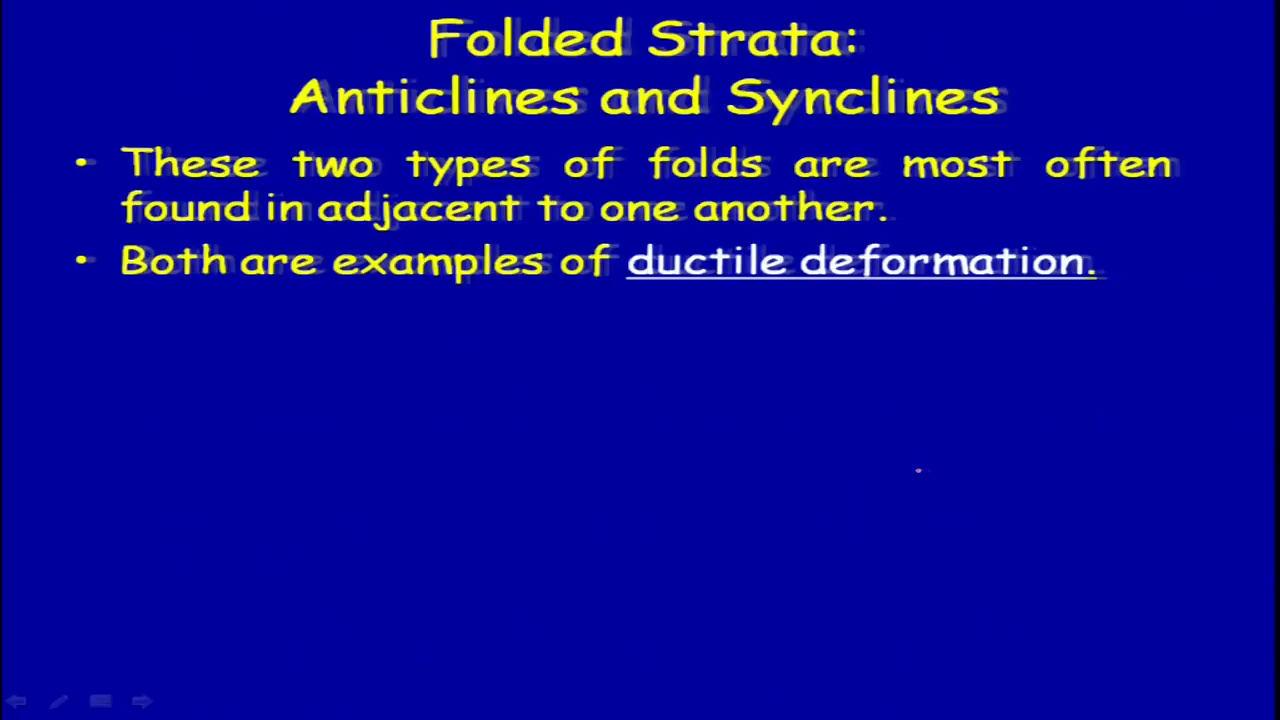 Folded Strata:
Anticlines and Synclines
• These two types of folds are most often
found in adjacent to one another.
• Both are examples of ductile deformation.